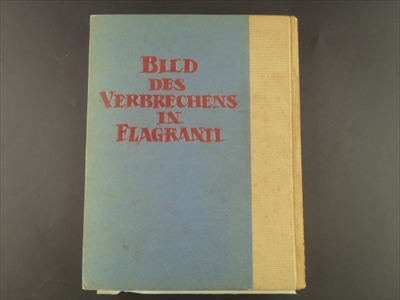 BILD
DES
VERBRECHENS
IN
FLAGRANTI